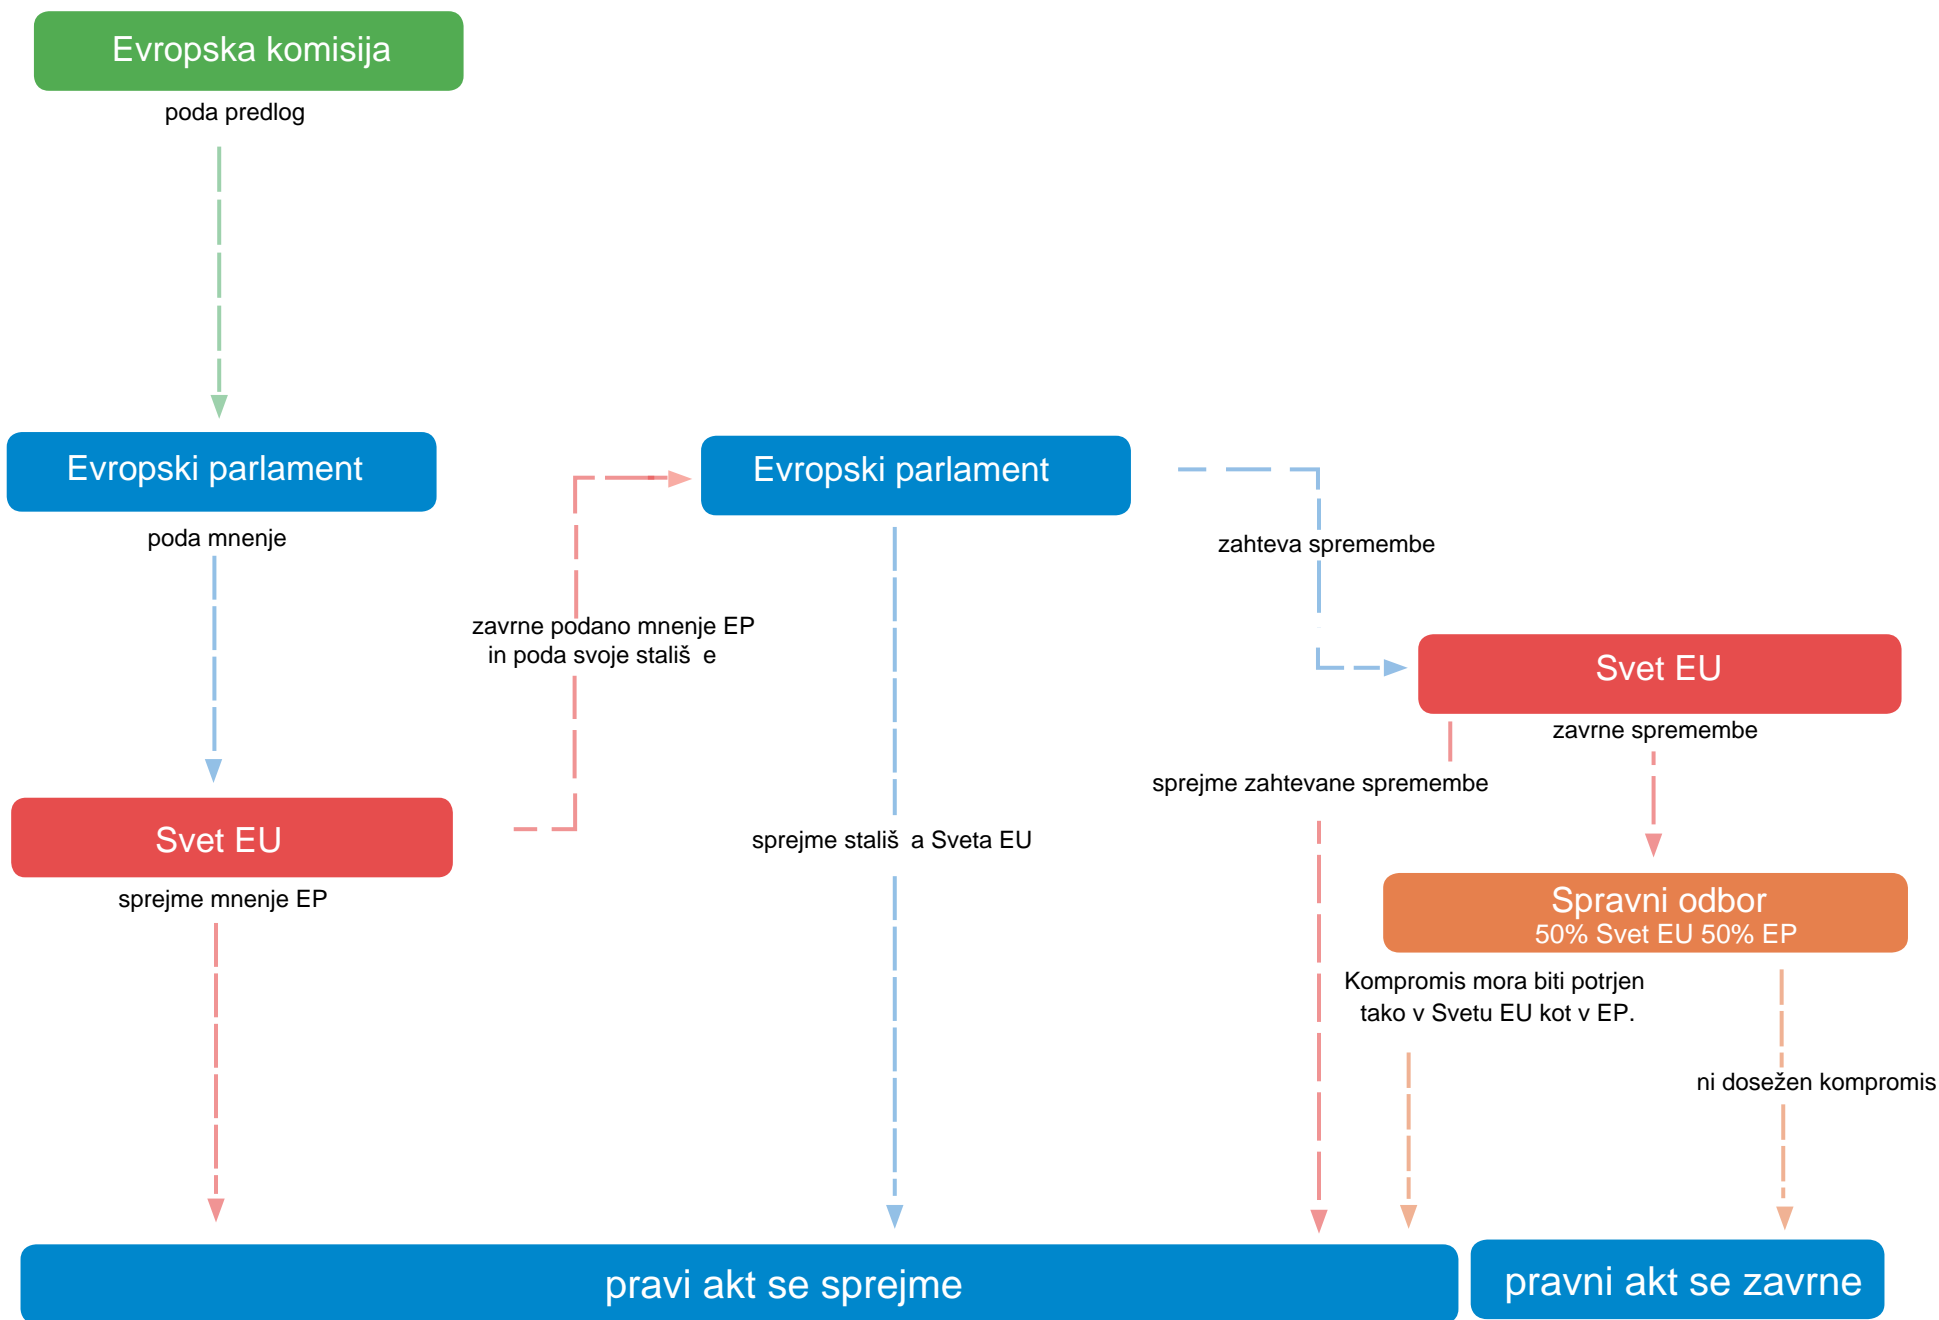 Evropska komisija
poda predlog
Evropski parlament
poda mnenje
Svet EU
sprejme mnenje EP
zavrne podano mnenje EP
in poda svoje stališ e
Evropski parlament
sprejme stališ a Sveta EU
zahteva spremembe
Svet EU
zavrne spremembe
sprejme zahtevane spremembe
Spravni odbor
50% Svet EU 50% EP
Kompromis mora biti potrjen
tako v Svetu EU kot v EP.
ni dosežen kompromis
pravi akt se sprejme
pravni akt se zavrne